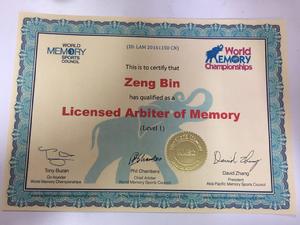 WORLD
MEMORY
SPORTS
COUNCIL
(ID: LAM 2016115U CN)
World
MEMORY
Championships
This is to certify that
Zeng Bin
has qualified as a
Licensed Arbiter of Memory
(Level 1)
Tony Buzan
Co-founder
World Memory Championships
Phil Chambers
Chief Arbiter
World Memory Sports Council
David Zhang
President
Asia Pacific Memory Sports Council